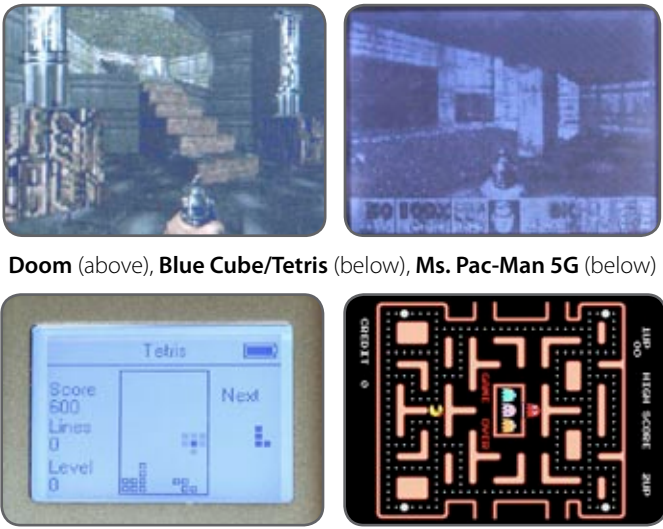 Doom (above), Blue Cube/Tetris (below), Ms. Pac-Man 5G (below)
Tetris
Score
600
Next
Lines
0
Level
0
1UP HIGH SCORE 2UP
00
GAME OVER
CREDIT 0